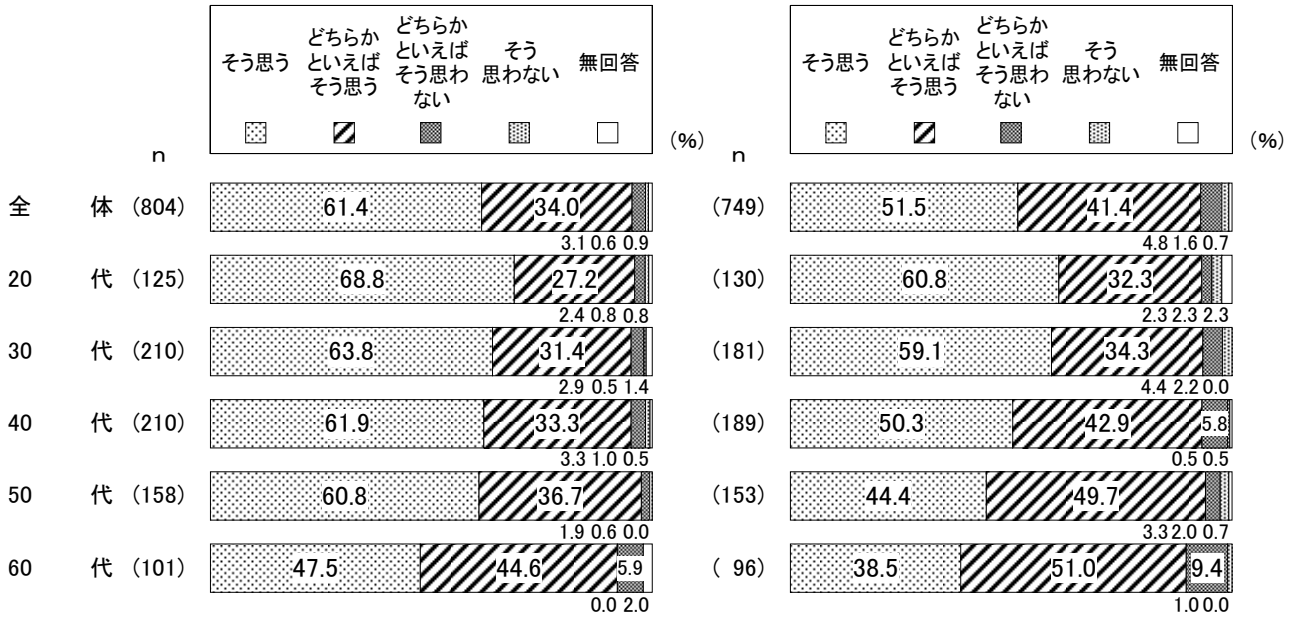 そう思う どちらか といえば そう思う どちらか といえば そう思わ ない そう 思わない 無回答
そう思う どちらか といえば そう思う どちらか といえば そう思わ ない そう 思わない 無回答
n (%) n (%)
全 体 (804) 61.4 34.0 (749) 51.5 41.4
3.1 0.6 0.9 4.8 1.6 0.7
20 代 (125) 68.8 27.2 (130) 60.8 32.3
2.4 0.8 0.8 2.3 2.3 2.3
30 代 (210) 63.8 31.4 (181) 59.1 34.3
2.9 0.5 1.4 4.4 2.2 0.0
40 代 (210) 61.9 33.3 (189) 50.3 42.9 5.8
3.3 1.0 0.5 0.5 0.5
50 代 (158) 60.8 36.7 (153) 44.4 49.7
1.9 0.6 0.0 3.3 2.0 0.7
60 代 (101) 47.5 44.6 5.9 ( 96) 38.5 51.0 9.4
0.0 2.0 1.0 0.0